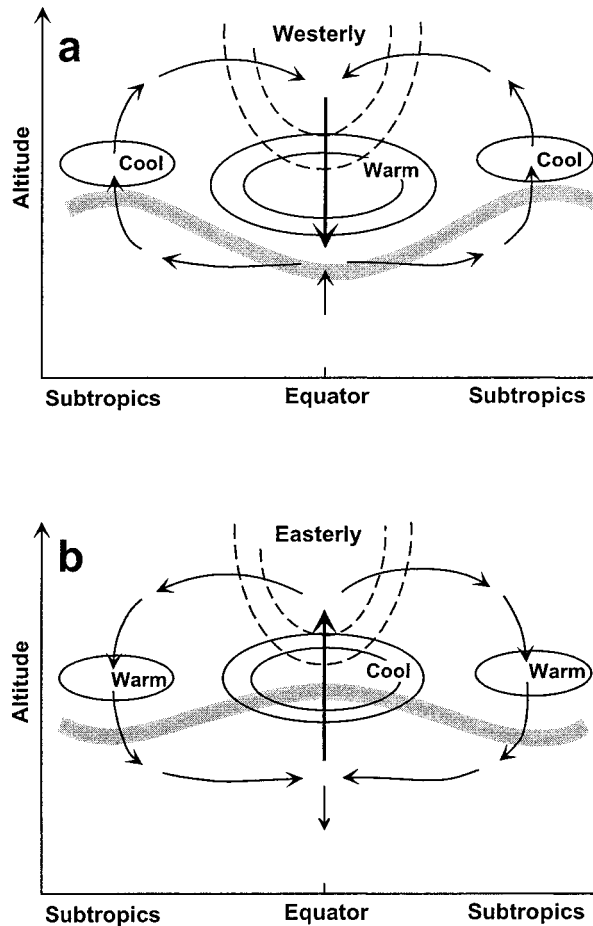 a
Westerly
Cool
Warm
Cool
Altitude
Subtropics Equator Subtropics
b
Easterly
Warm
Cool
Warm
Altitude
Subtropics Equator Subtropics